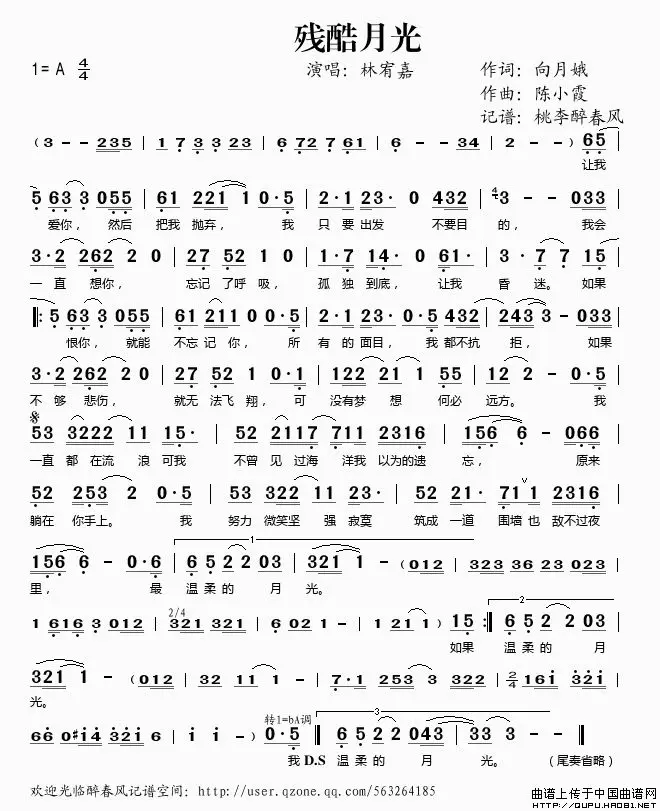 残酷月光
1=A 4/4 演唱：林宥嘉 作词：向月娥
作曲：陈小霞
记谱：桃李醉春风
(3 - - 235 | 1 7 3 3 23 | 6 72 7 61 | 6 - - 34 | 2 - - ) 65 |
让我
5 63 3 055 | 61 221 1 0·5 | 2·1 23· 0 432 | 4 3 - - 033 |
爱你， 然后 把我 抛弃， 我 只 要 出发 不要目 的， 我会
3·2 262 2 0 | 27 52 1 0 | 1·7 14· 0 61· | 3 · 7 7 15 |
一 直 想你， 忘记 了呼 吸， 孤 独 到底， 让我 昏 迷。 如果
5 63 3 055 | 61 211 0 0·5 | 2·1 23· 0·5 432 | 243 3 - 033 |
恨你， 就能 不忘记 你， 所 有 的 面目， 我 都不抗 拒， 如果
3·2 262 2 0 | 27 52 1 0·1 | 122 21 1 55 | 12 2 - 0·5 |
不 够 悲伤， 就无 法飞 翔， 可 没有梦 想 何必 远方。 我
53 3222 11 15· | 52 2117 711 2316 | 156 6 - 066 |
一直 都 在流 浪 可我 不曾 见 过海 洋我 以为的遗 忘， 原来
52 253 2 0·5 | 53 322 11 23· | 52 21· 71 1 2316 |
躺在 你手上。 我 努力 微笑坚 强 寂寞 筑成 一道 围墙也 敌不过夜
156 6 - 0·6 | 6 5 2 2 03 | 321 1 - (012 | 323 36 23 023 |
1
里， 最 温 柔的 月 光。
1 616 3 012 | 2/4 321 321 | 6 02 1 - | 1 21 1 ) 15 :| 6 5 2 2 03 |
2
如果 温 柔的 月
321 1 - (012 | 32 11 1 - | 7·1 253 3 322 | 2/4 16i 3 2i |
光。
66 0#i4 32i 6 | i i - ) 0·5 | 6 5 2 2 04 3 | 3 - - (尾奏省略)
转1=bA调
3
我D.S 温 柔的 月 光。
欢迎光临醉春风记谱空间：http://user.qzone.qq.com/563264185
曲谱上传于中国曲谱网
http://QUPU.HAO81.NET